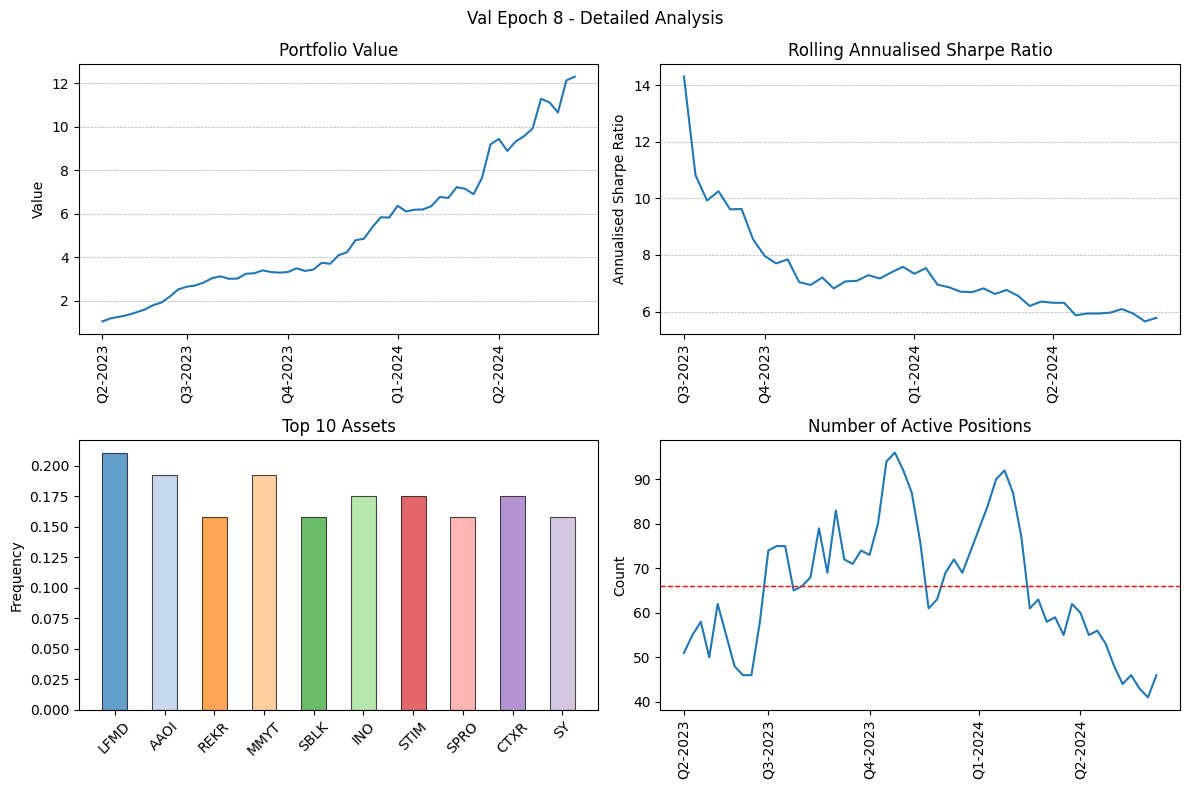 Val Epoch 8 - Detailed Analysis
Portfolio Value
Value
12
10
8
6
4
2
Q2-2023
Q3-2023
Q4-2023
Q1-2024
Q2-2024
Rolling Annualised Sharpe Ratio
Annualised Sharpe Ratio
14
12
10
8
6
Q3-2023
Q4-2023
Q1-2024
Q2-2024
Top 10 Assets
Frequency
0.200
0.175
0.150
0.125
0.100
0.075
0.050
0.025
0.000
LFMD
AAOI
REKR
MMYT
SBLK
INO
STIM
SPRO
CTXR
SY
Number of Active Positions
Count
90
80
70
60
50
40
Q2-2023
Q3-2023
Q4-2023
Q1-2024
Q2-2024